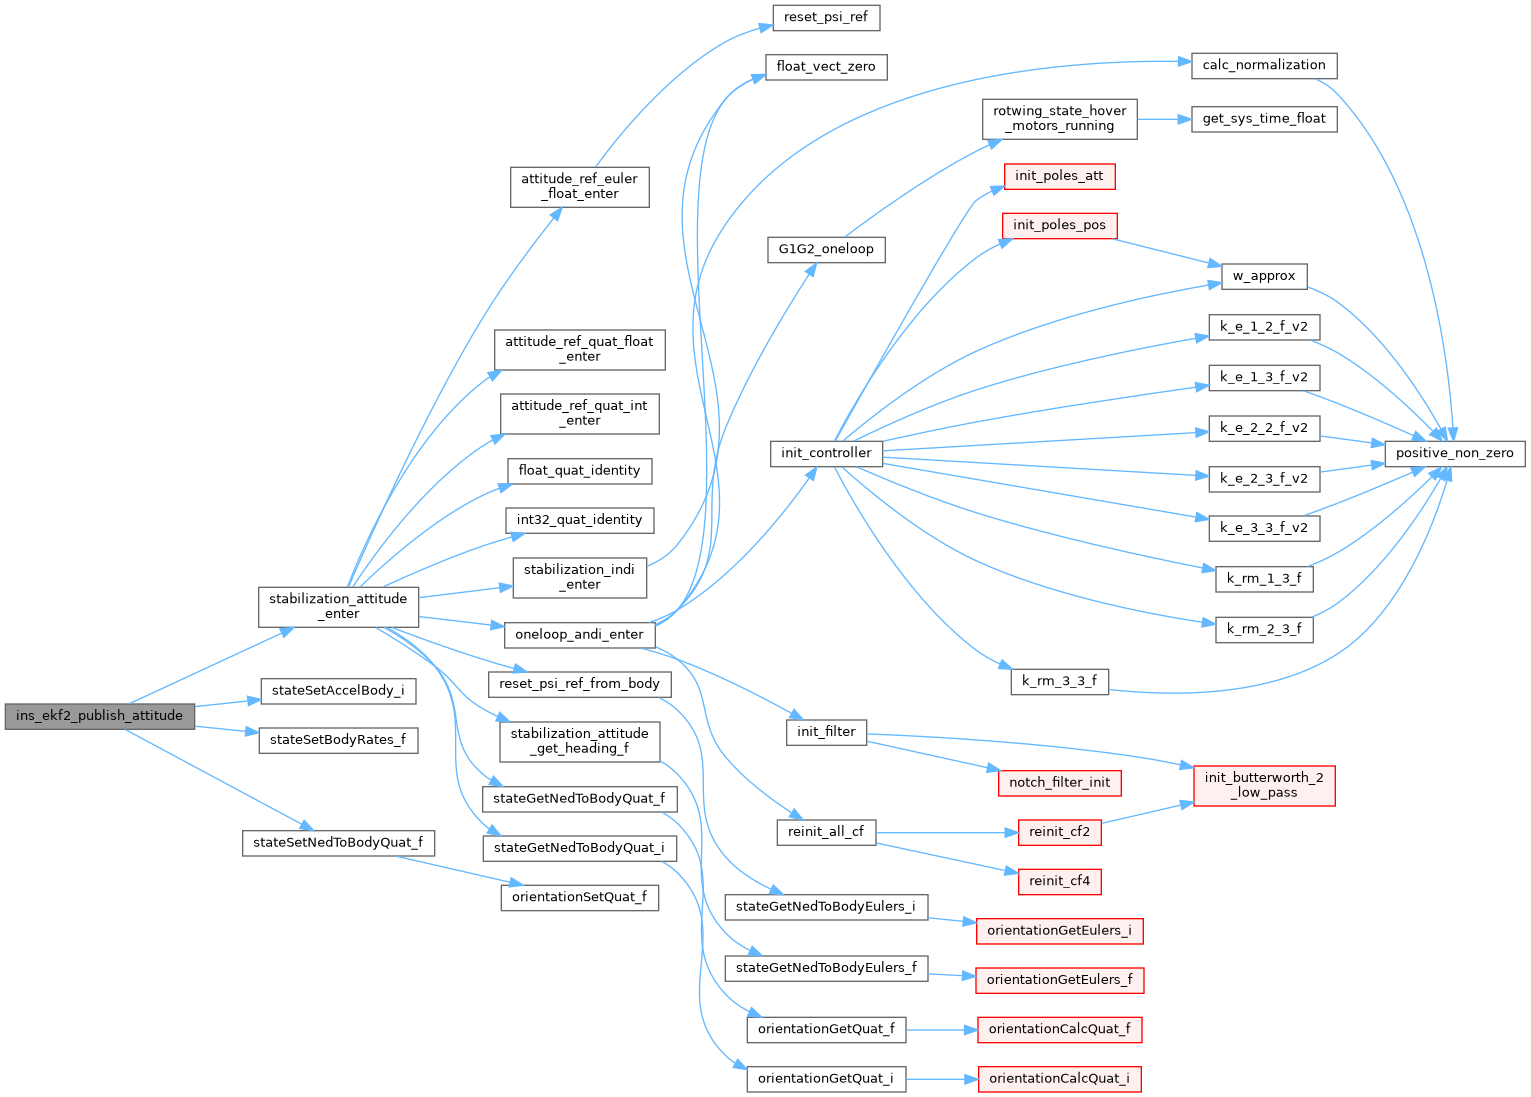 reset_psi_ref
float_vect_zero
calc_normalization
rotwing_state_hover
_motors_running
get_sys_time_float
attitude_ref_euler
_float_enter
init_poles_att
init_poles_pos
G1G2_oneloop
w_approx
k_e_1_2_f_v2
attitude_ref_quat_float
_enter
k_e_1_3_f_v2
attitude_ref_quat_int
_enter
k_e_2_2_f_v2
init_controller
positive_non_zero
float_quat_identity
k_e_2_3_f_v2
int32_quat_identity
k_e_3_3_f_v2
stabilization_indi
_enter
k_rm_1_3_f
stabilization_attitude
_enter
oneloop_andi_enter
k_rm_2_3_f
reset_psi_ref_from_body
k_rm_3_3_f
stateSetAccelBody_i
ins_ekf2_publish_attitude
stateSetBodyRates_f
stabilization_attitude
_get_heading_f
init_filter
notch_filter_init
init_butterworth_2
_low_pass
stateGetNedToBodyQuat_f
reinit_all_cf
reinit_cf2
stateSetNedToBodyQuat_f
stateGetNedToBodyQuat_i
reinit_cf4
orientationSetQuat_f
stateGetNedToBodyEulers_i
orientationGetEulers_i
stateGetNedToBodyEulers_f
orientationGetEulers_f
orientationGetQuat_f
orientationCalcQuat_f
orientationGetQuat_i
orientationCalcQuat_i